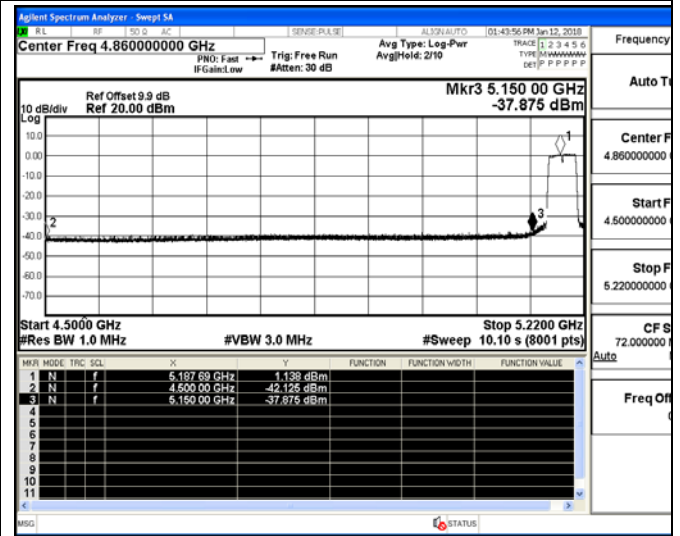 Agilent Spectrum Analyzer - Swept SA
RL RF 50 Ω AC SENSE:PULSE ALIGN AUTO 01:43:56 PM Jan 12, 2018
Center Freq 4.860000000 GHz
PNO: Fast
IFGain:Low
Trig: Free Run
#Atten: 30 dB
Avg Type: Log-Pwr
Avg|Hold: 2/10
TRACE 1 2 3 4 5 6
TYPE MWWWWW
DET P P P P P P
Ref Offset 9.9 dB
10 dB/div Ref 20.00 dBm
Log
Mkr3 5.150 00 GHz
-37.875 dBm
10.0
0.00
-10.0
-20.0
-30.0
-40.0
-50.0
-60.0
-70.0
1
2
3
Start 4.5000 GHz Stop 5.2200 GHz
#Res BW 1.0 MHz #VBW 3.0 MHz #Sweep 10.10 s (8001 pts)
MKR MODE TRC SCL X Y FUNCTION FUNCTION WIDTH FUNCTION VALUE
1 N f 5.187 69 GHz 1.138 dBm
2 N f 4.500 00 GHz -42.125 dBm
3 N f 5.150 00 GHz -37.875 dBm
4
5
6
7
8
9
10
11
MSG STATUS
Frequency
Auto Tu
Center F
4.860000000
Start F
4.500000000
Stop F
5.220000000
CF S
72.000000
Auto
Freq Off